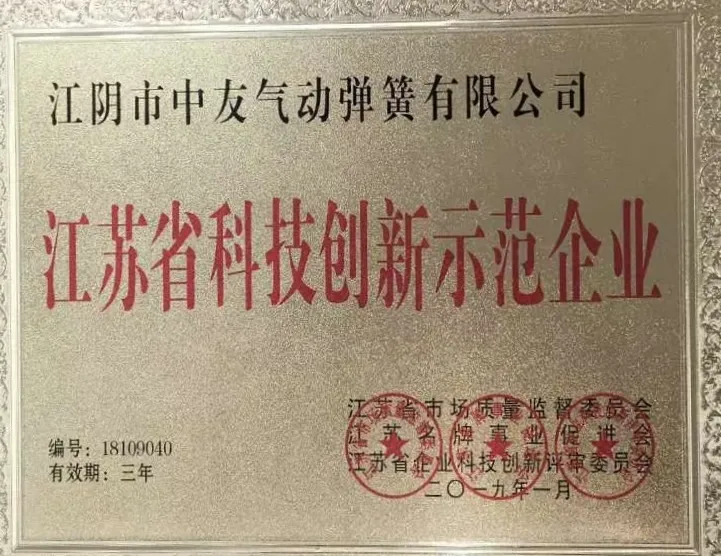 江阴市中友气动弹簧有限公司
江苏省科技创新示范企业
江苏省市场质量监督委员会
江苏名牌事业促进会
江苏省企业科技创新评审委员会
二〇一九年一月
编号：18109040
有效期：三年